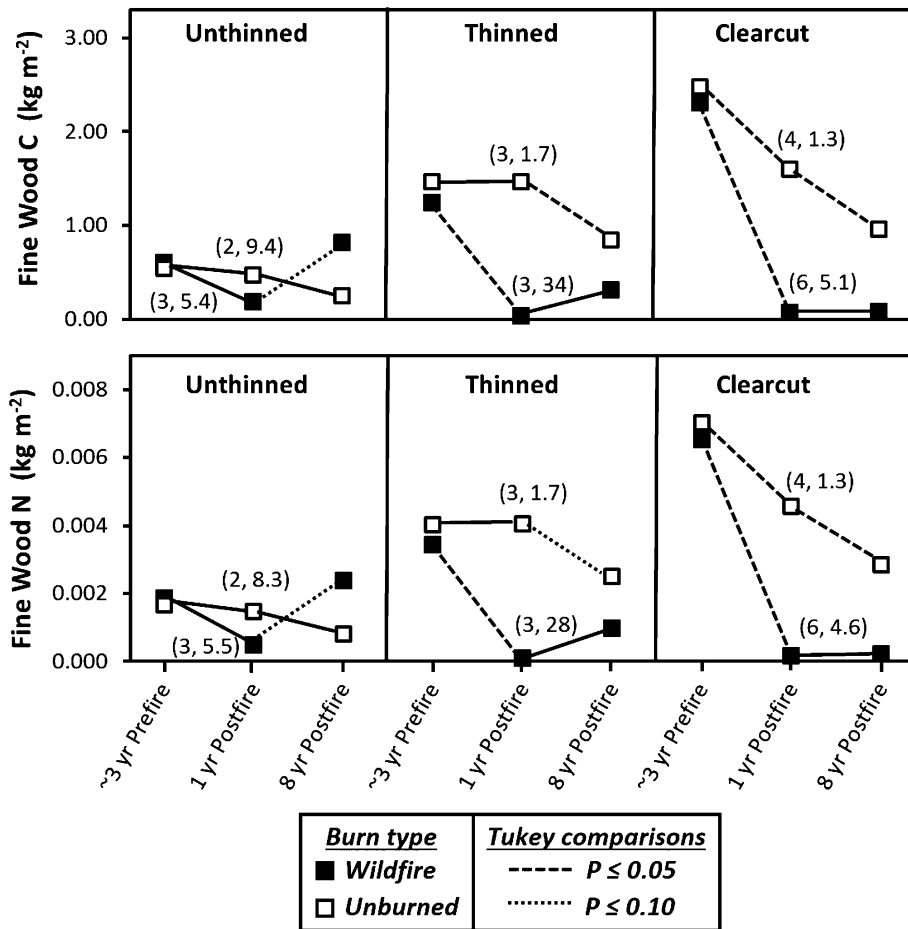 Fine Wood C (kg m⁻²)
3.00
2.00
1.00
0.00
Unthinned
(2, 9.4)
(3, 5.4)
Thinned
(3, 1.7)
(3, 34)
Clearcut
(4, 1.3)
(6, 5.1)
Fine Wood N (kg m⁻²)
0.008
0.006
0.004
0.002
0.000
Unthinned
(2, 8.3)
(3, 5.5)
Thinned
(3, 1.7)
(3, 28)
Clearcut
(4, 1.3)
(6, 4.6)
~3 yr Prefire
1 yr Postfire
8 yr Postfire
~3 yr Prefire
1 yr Postfire
8 yr Postfire
~3 yr Prefire
1 yr Postfire
8 yr Postfire
Burn type
Wildfire
Unburned
Tukey comparisons
P ≤ 0.05
P ≤ 0.10